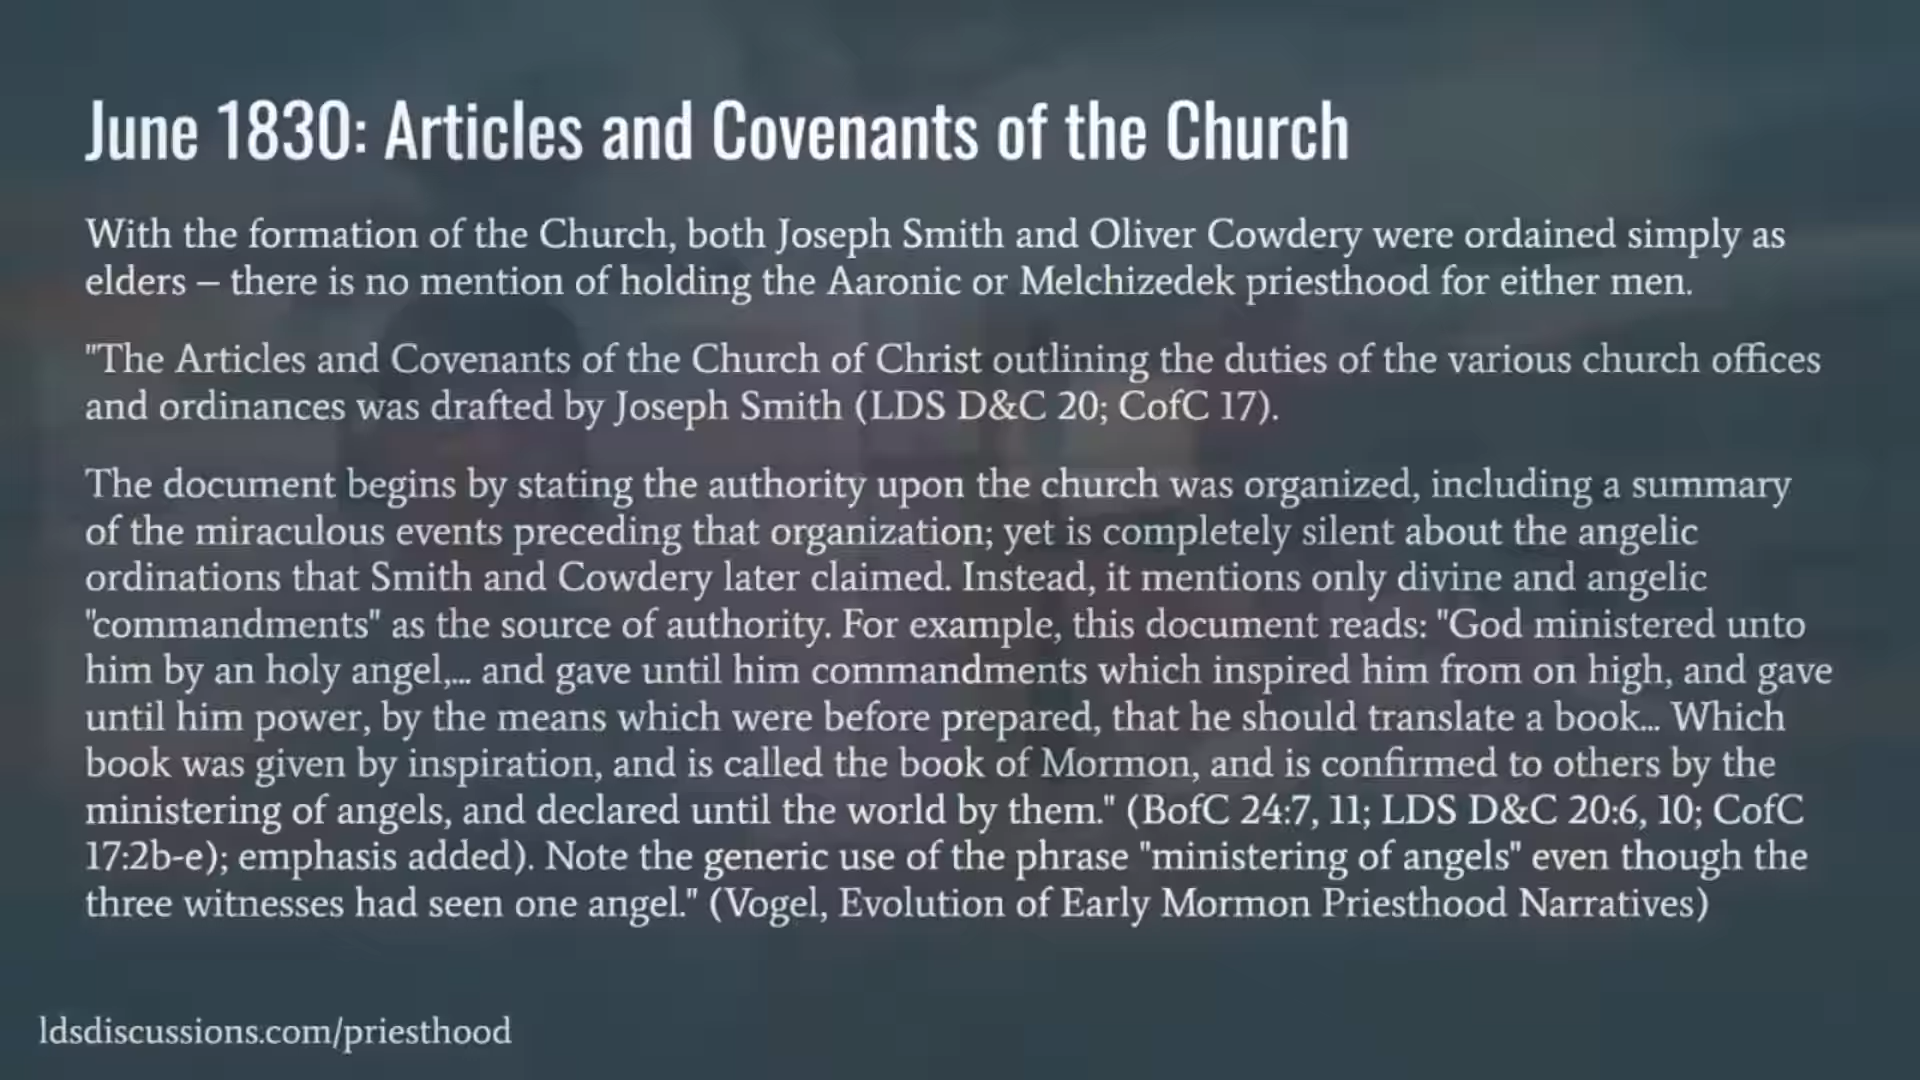 June 1830: Articles and Covenants of the Church
With the formation of the Church, both Joseph Smith and Oliver Cowdery were ordained simply as
elders – there is no mention of holding the Aaronic or Melchizedek priesthood for either men.
"The Articles and Covenants of the Church of Christ outlining the duties of the various church offices
and ordinances was drafted by Joseph Smith (LDS D&C 20; CofC 17).
The document begins by stating the authority upon the church was organized, including a summary
of the miraculous events preceding that organization; yet is completely silent about the angelic
ordinations that Smith and Cowdery later claimed. Instead, it mentions only divine and angelic
"commandments" as the source of authority. For example, this document reads: "God ministered unto
him by an holy angel,... and gave until him commandments which inspired him from on high, and gave
until him power, by the means which were before prepared, that he should translate a book... Which
book was given by inspiration, and is called the book of Mormon, and is confirmed to others by the
ministering of angels, and declared until the world by them." (BofC 24:7, 11; LDS D&C 20:6, 10; CofC
17:2b-e); emphasis added). Note the generic use of the phrase "ministering of angels" even though the
three witnesses had seen one angel." (Vogel, Evolution of Early Mormon Priesthood Narratives)
ldsdiscussions.com/priesthood